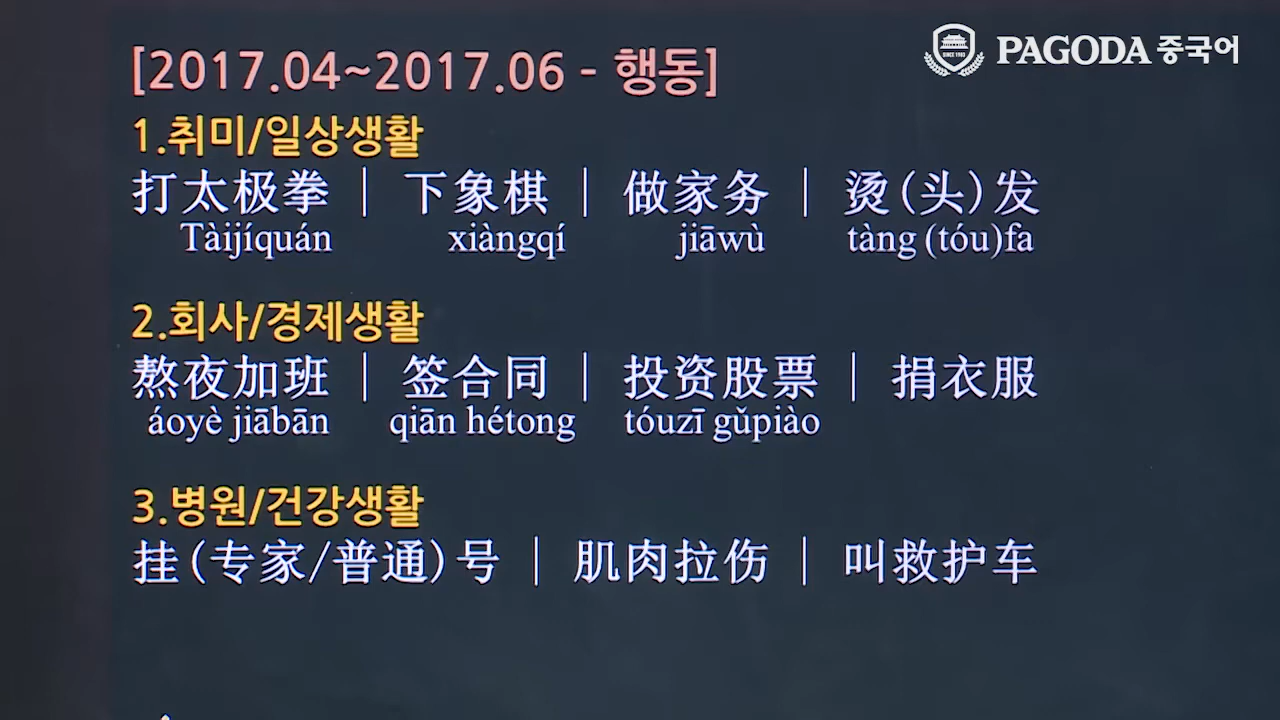 PAGODA 중국어
SINCE 1983
[2017.04~2017.06 - 행동]
1.취미/일상생활
打太极拳 | 下象棋 | 做家务 | 烫(头)发
Tàijíquán xiàngqí jiāwù tàng (tóu)fa
2.회사/경제생활
熬夜加班 | 签合同 | 投资股票 | 捐衣服
áoyè jiābān qiān hétong tóuzī gǔpiào
3.병원/건강생활
挂(专家/普通)号 | 肌肉拉伤 | 叫救护车